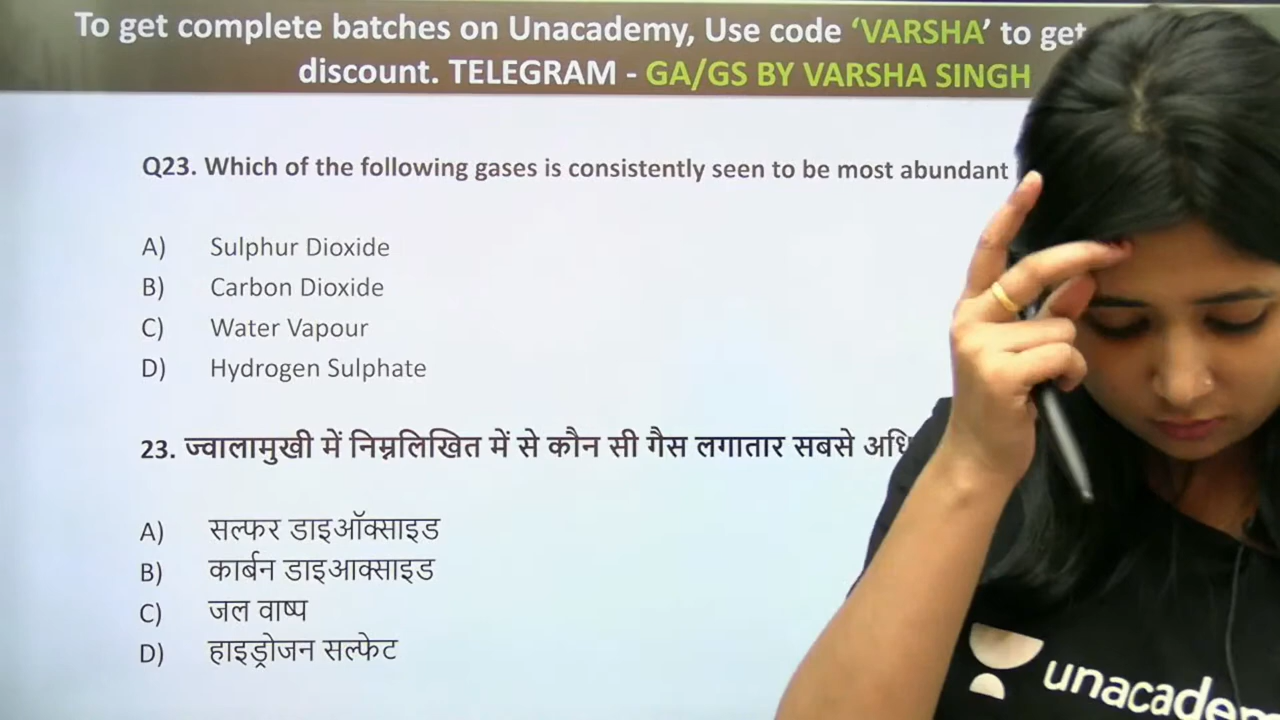 To get complete batches on Unacademy, Use code ‘VARSHA’ to get
discount. TELEGRAM - GA/GS BY VARSHA SINGH
Q23. Which of the following gases is consistently seen to be most abundant
A) Sulphur Dioxide
B) Carbon Dioxide
C) Water Vapour
D) Hydrogen Sulphate
23. ज्वालामुखी में निम्नलिखित में से कौन सी गैस लगातार सबसे
A) सल्फर डाइऑक्साइड
B) कार्बन डाइआक्साइड
C) जल वाष्प
D) हाइड्रोजन सल्फेट
unacadem